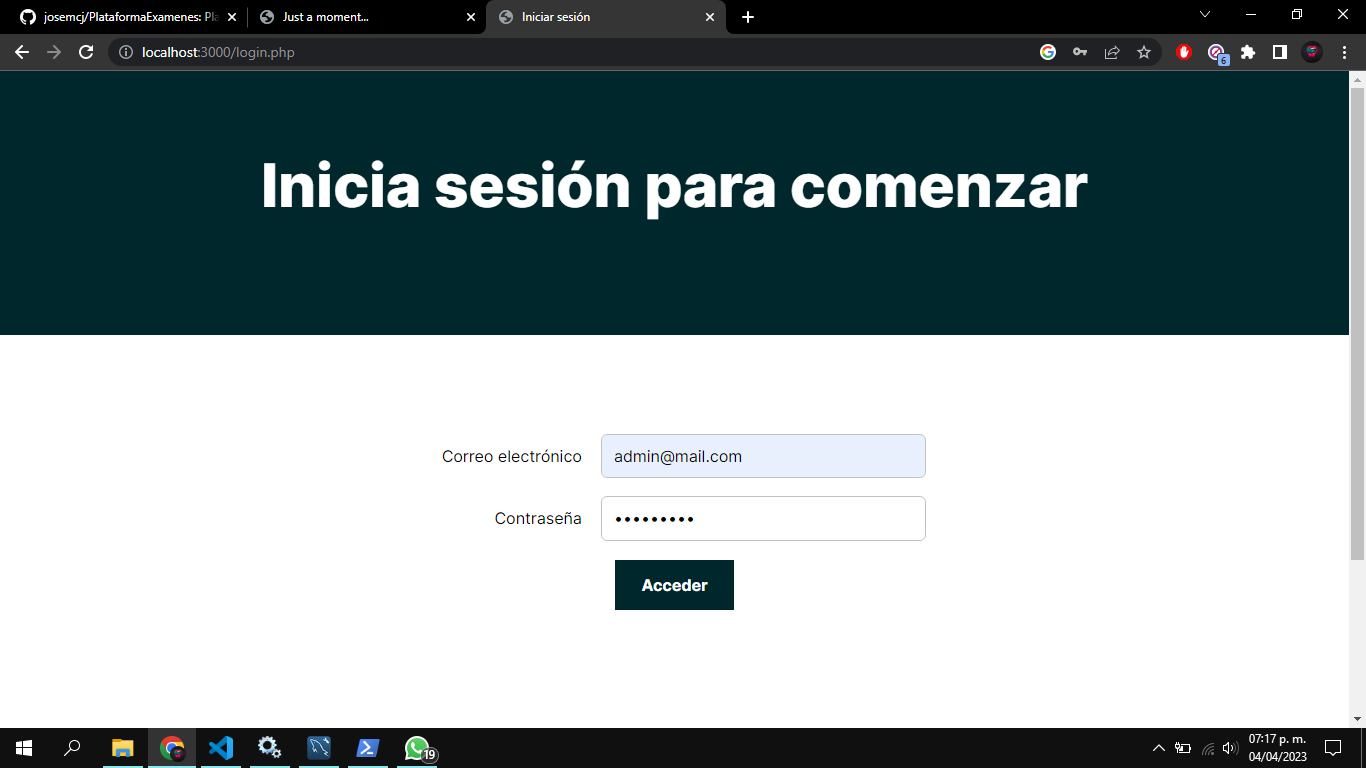 josemcj/PlataformaExamenes: Pla
Just a moment...
Iniciar sesión
localhost:3000/login.php
6
Inicia sesión para comenzar
Correo electrónico
admin@mail.com
Contraseña
•••••••••
Acceder
19
07:17 p. m.
04/04/2023